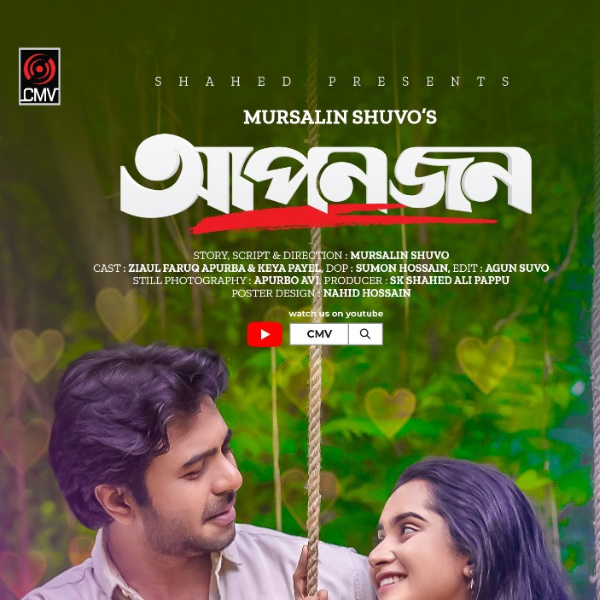 CMV
SHAHED PRESENTS
MURSALIN SHUVO'S
আপনজন
STORY, SCRIPT & DIRECTION : MURSALIN SHUVO
CAST : ZIAUL FARUQ APURBA & KEYA PAYEL, DOP : SUMON HOSSAIN, EDIT : AGUN SUVO
STILL PHOTOGRAPHY : APURBO AVI, PRODUCER : SK SHAHED ALI PAPPU
POSTER DESIGN : NAHID HOSSAIN
watch us on youtube
CMV